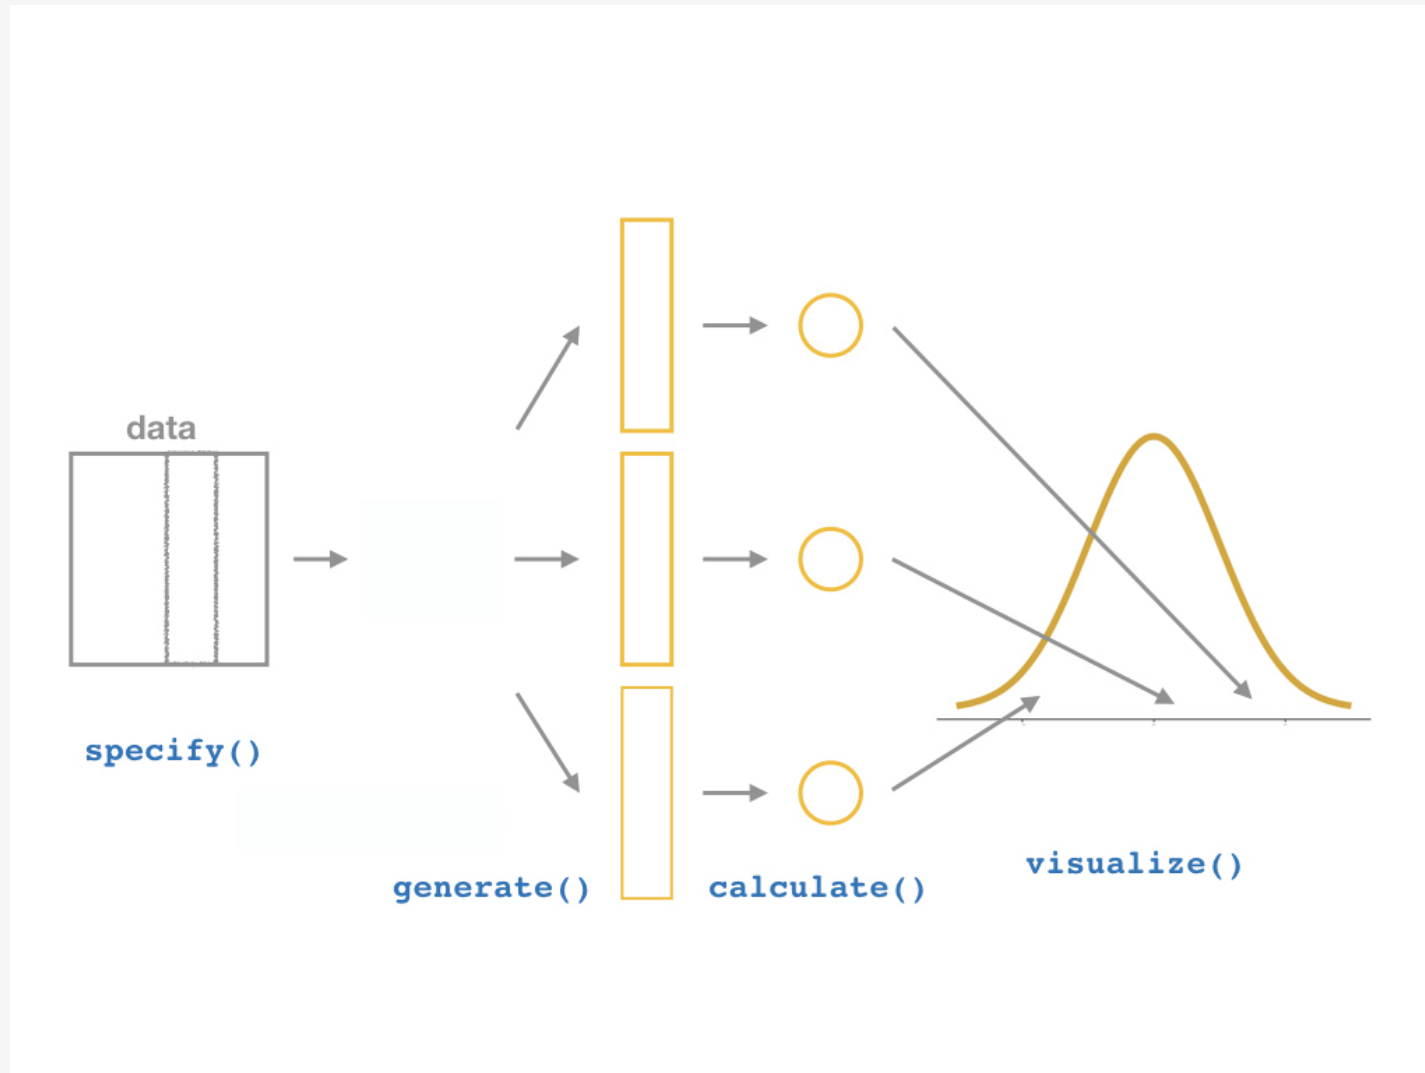 data
specify()
generate()
calculate()
visualize()